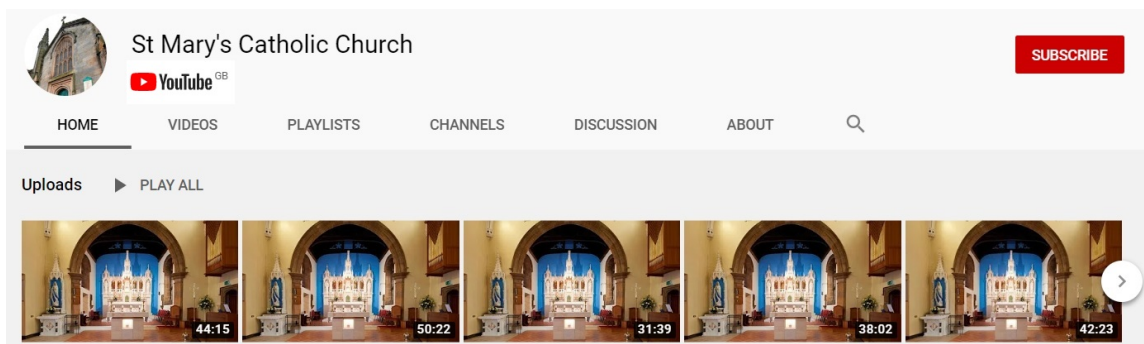 St Mary's Catholic Church
SUBSCRIBE
YouTube GB
HOME VIDEOS PLAYLISTS CHANNELS DISCUSSION ABOUT
Uploads PLAY ALL
44:15 50:22 31:39 38:02 42:23